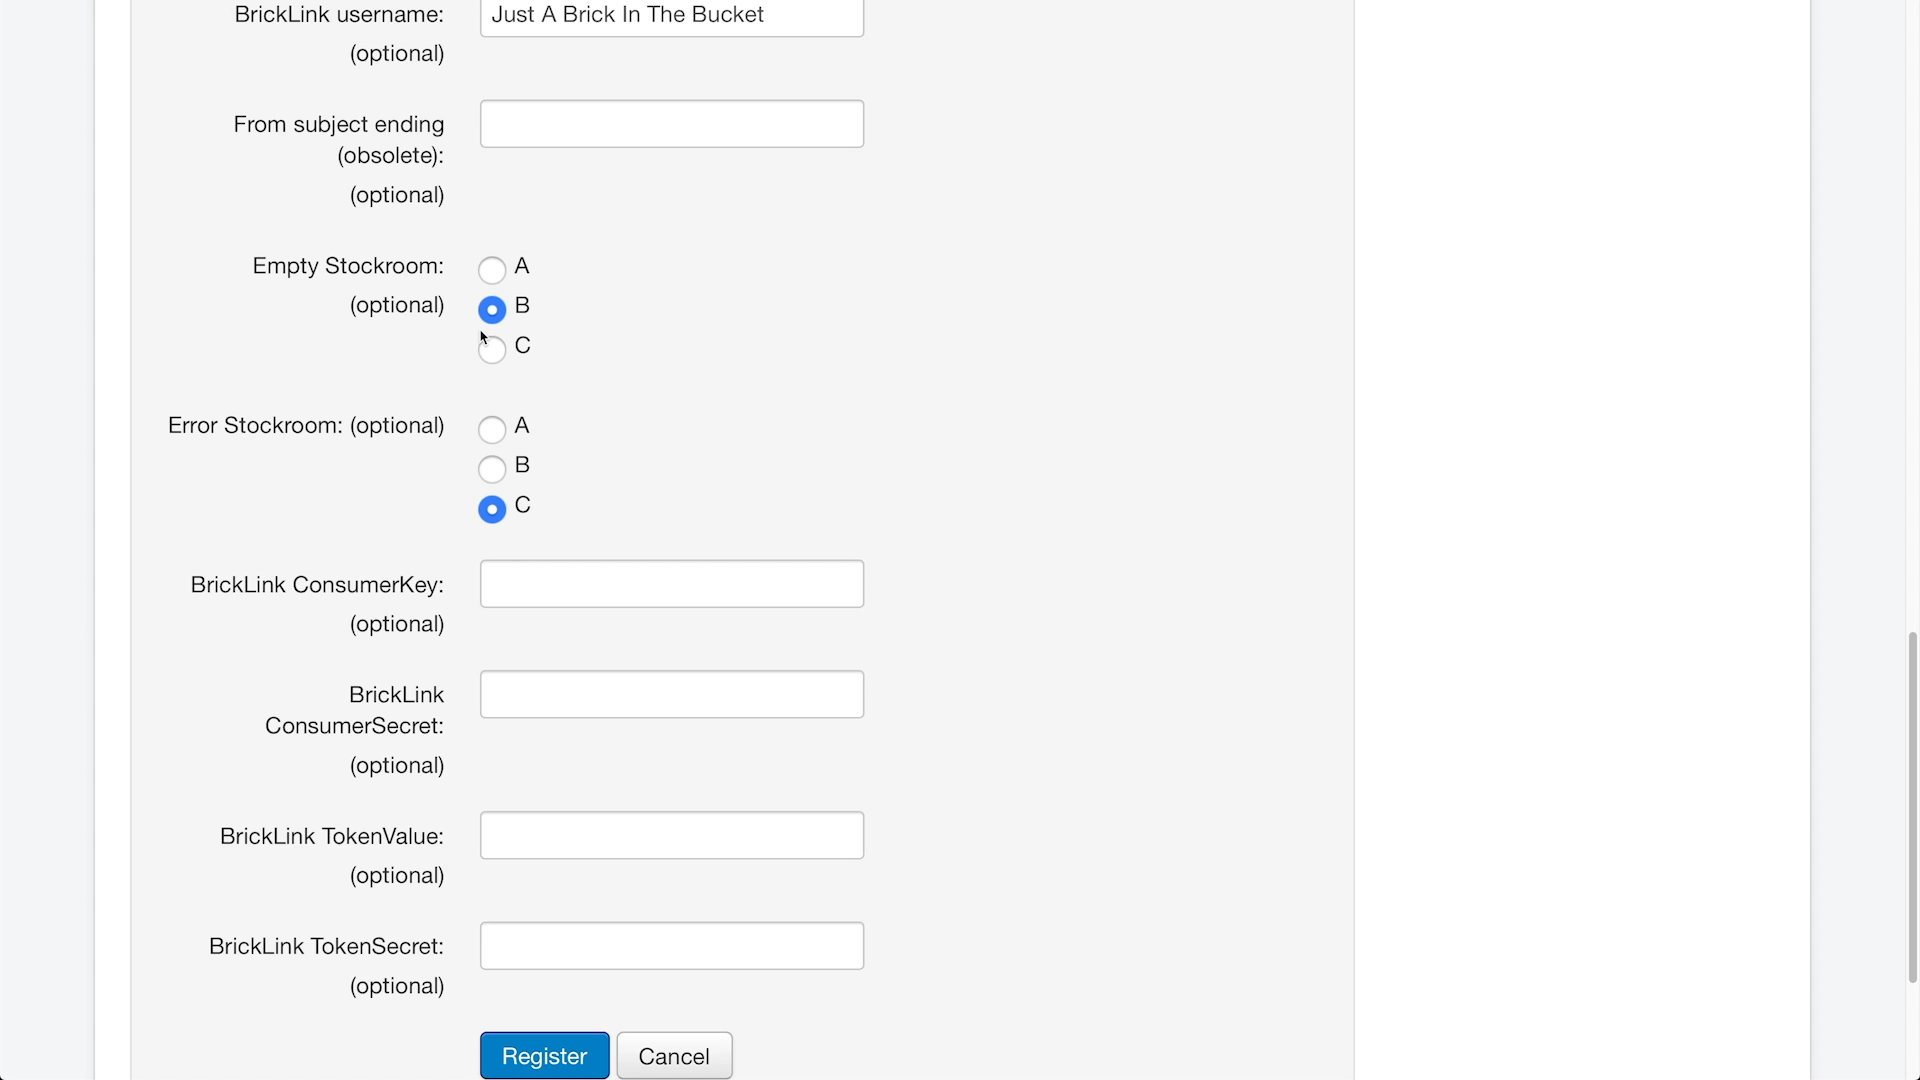 BrickLink username:
Just A Brick In The Bucket
(optional)
From subject ending
(obsolete):
(optional)
Empty Stockroom:
(optional)
A
B
C
Error Stockroom: (optional)
A
B
C
BrickLink ConsumerKey:
(optional)
BrickLink
ConsumerSecret:
(optional)
BrickLink TokenValue:
(optional)
BrickLink TokenSecret:
(optional)
Register
Cancel